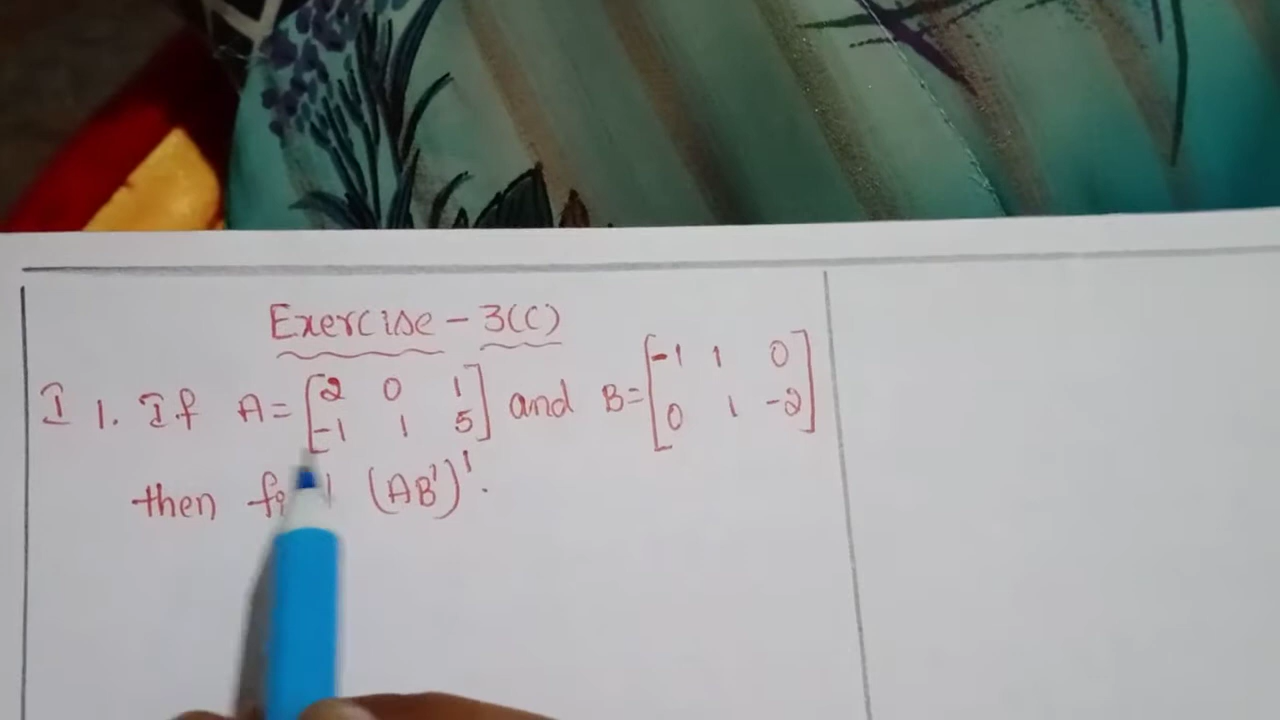 Exercise - 3(C)
I 1. If A = [2 0 1 -1 1 5] and B = [-1 1 0 0 1 -2]
then (AB')'.